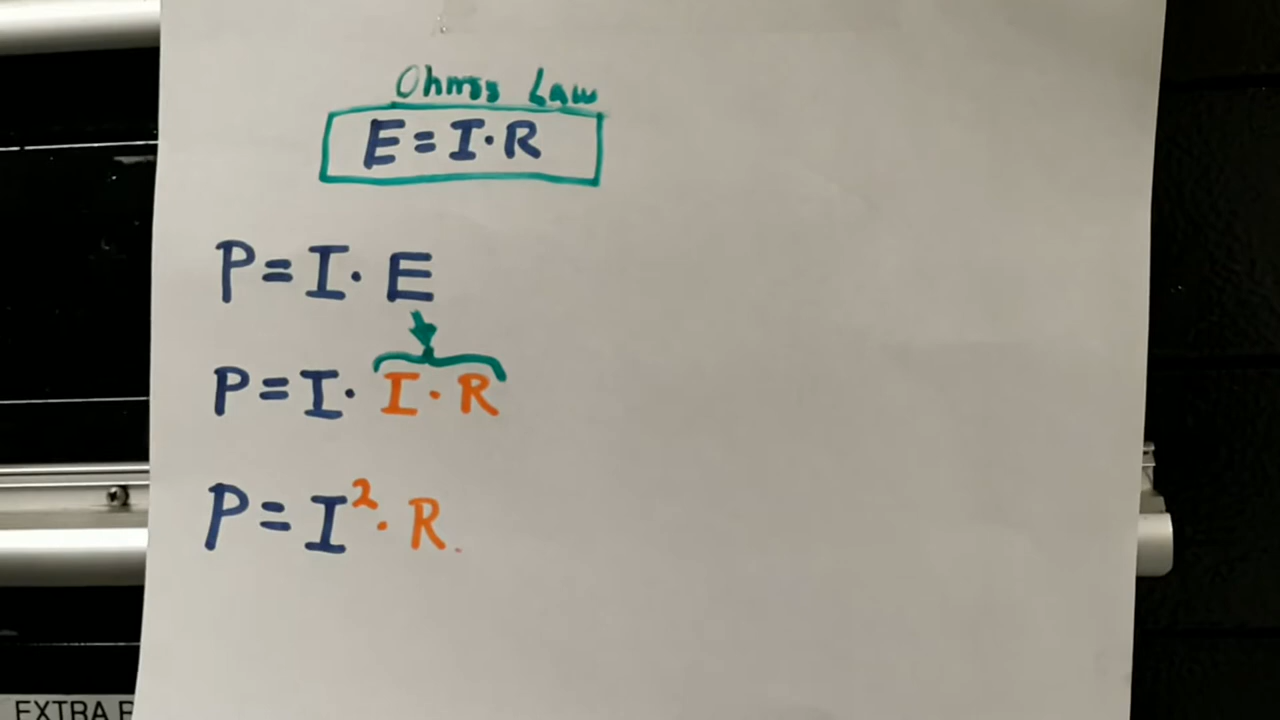 Ohms Law
E = I · R
P = I · E
P = I · I · R
P = I² · R
EXTRA